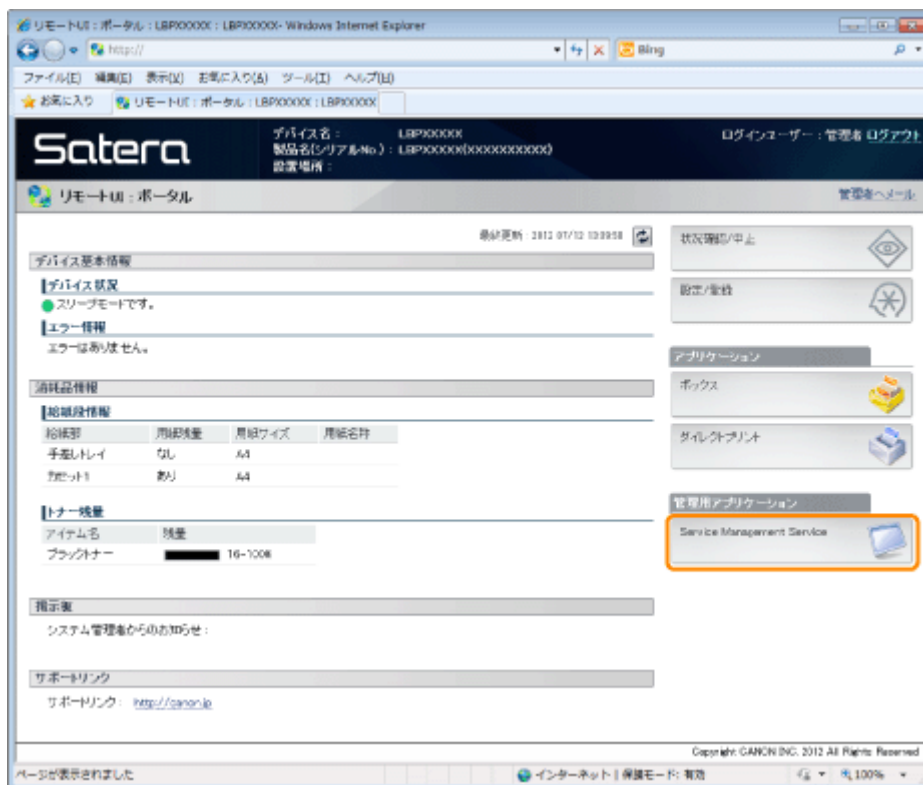 リモートUI : ポータル : LBPXXXXX : LBPXXXXX - Windows Internet Explorer
http://
Bing
ファイル(F) 編集(E) 表示(V) お気に入り(A) ツール(T) ヘルプ(H)
お気に入り リモートUI : ポータル : LBPXXXXX : LBPXXXXX
Satera
デバイス名 : LBPXXXXX
製品名(シリアルNo.) : LBPXXXXX(XXXXXXXXXX)
設置場所 :
ログインユーザー : 管理者 ログアウト
リモートUI : ポータル
管理者へメール
最終更新 :
デバイス基本情報
デバイス状況
スリープモードです。
エラー情報
エラーはありません。
消耗品情報
給紙段情報
給紙部 用紙残量 用紙サイズ 用紙名称
手差しトレイ なし A4
カセット1 あり A4
トナー残量
アイテム名 残量
ブラックトナー 16-100%
掲示板
システム管理者からのお知らせ :
サポートリンク
サポートリンク : http://canon.jp
状況確認/中止
設定/登録
アプリケーション
ボックス
ダイレクトプリント
管理用アプリケーション
Service Management Service
Copyright CANON INC. 2012 All Rights Reserved
ページが表示されました
インターネット | 保護モード: 有効
100%